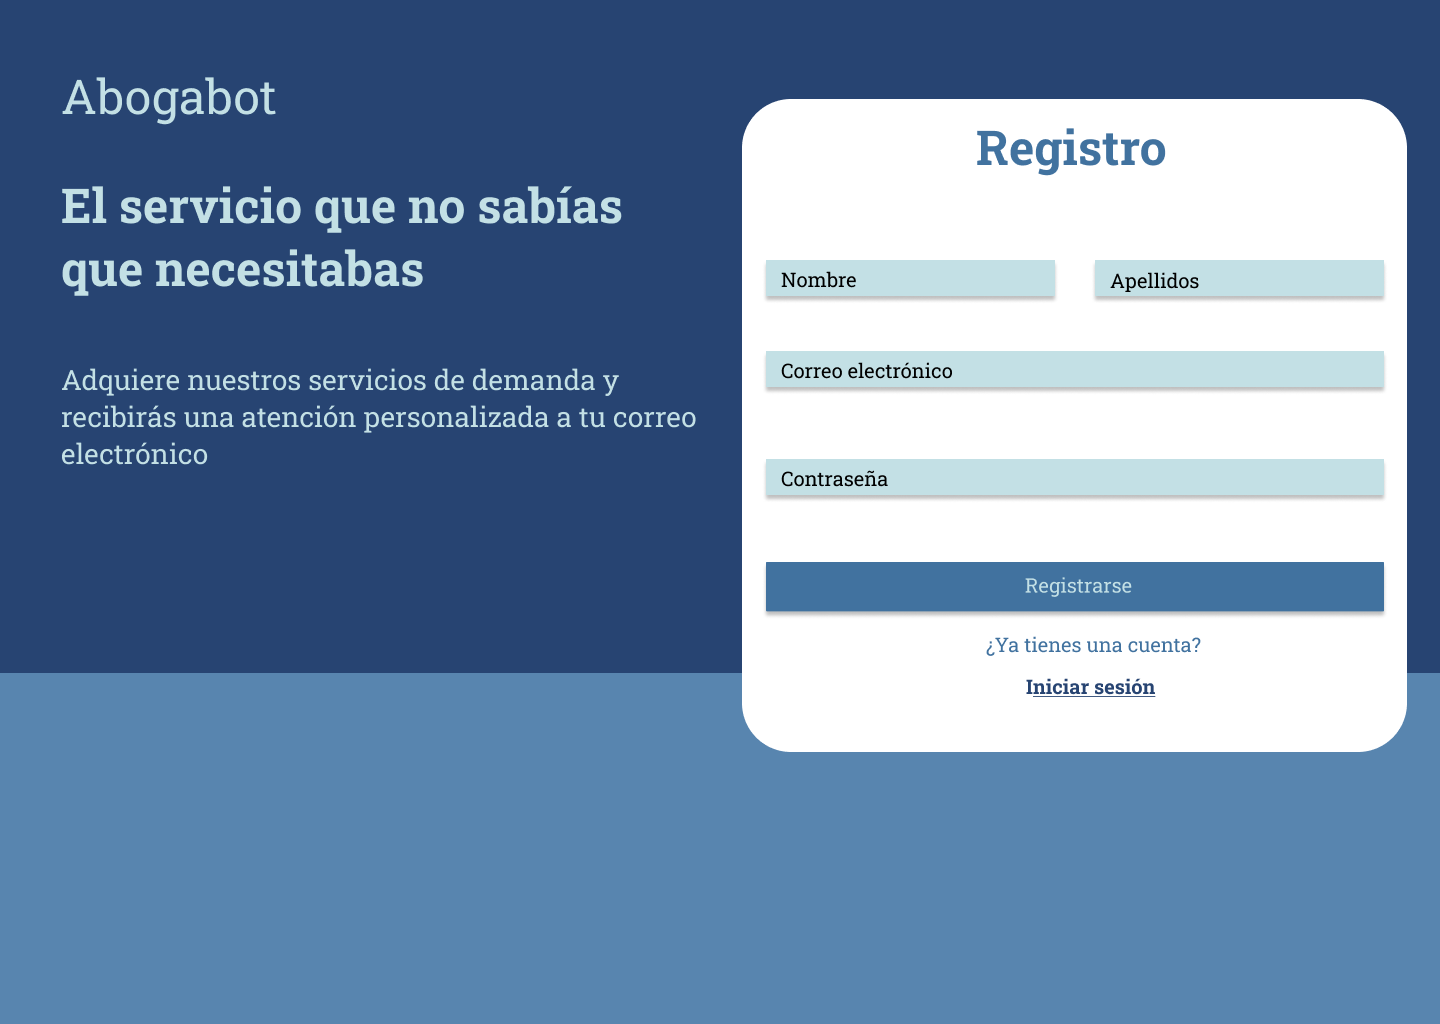 Abogabot
El servicio que no sabías
que necesitabas
Adquiere nuestros servicios de demanda y
recibirás una atención personalizada a tu correo
electrónico
Registro
Nombre
Apellidos
Correo electrónico
Contraseña
Registrarse
¿Ya tienes una cuenta?
Iniciar sesión